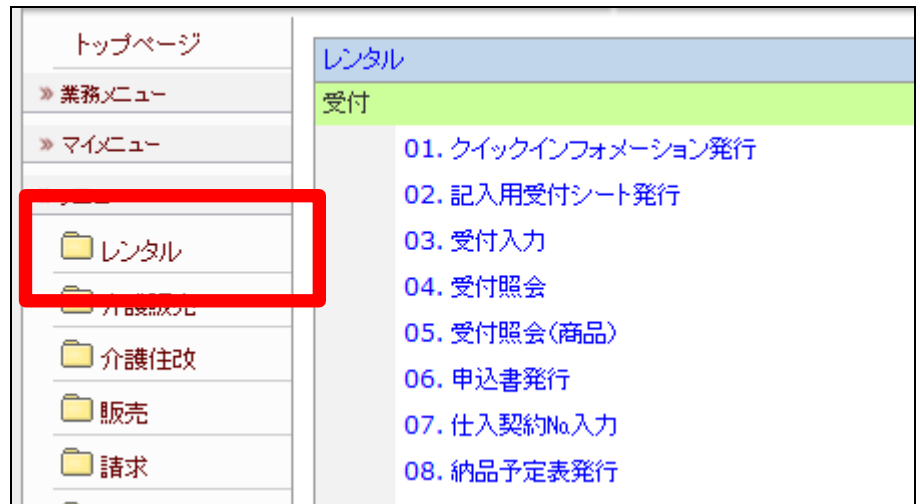 トップページ
» 業務メニュー
» マイメニュー
レンタル
介護販売
介護住改
販売
請求
レンタル
受付
01. クイックインフォメーション発行
02. 記入用受付シート発行
03. 受付入力
04. 受付照会
05. 受付照会(商品)
06. 申込書発行
07. 仕入契約No.入力
08. 納品予定表発行